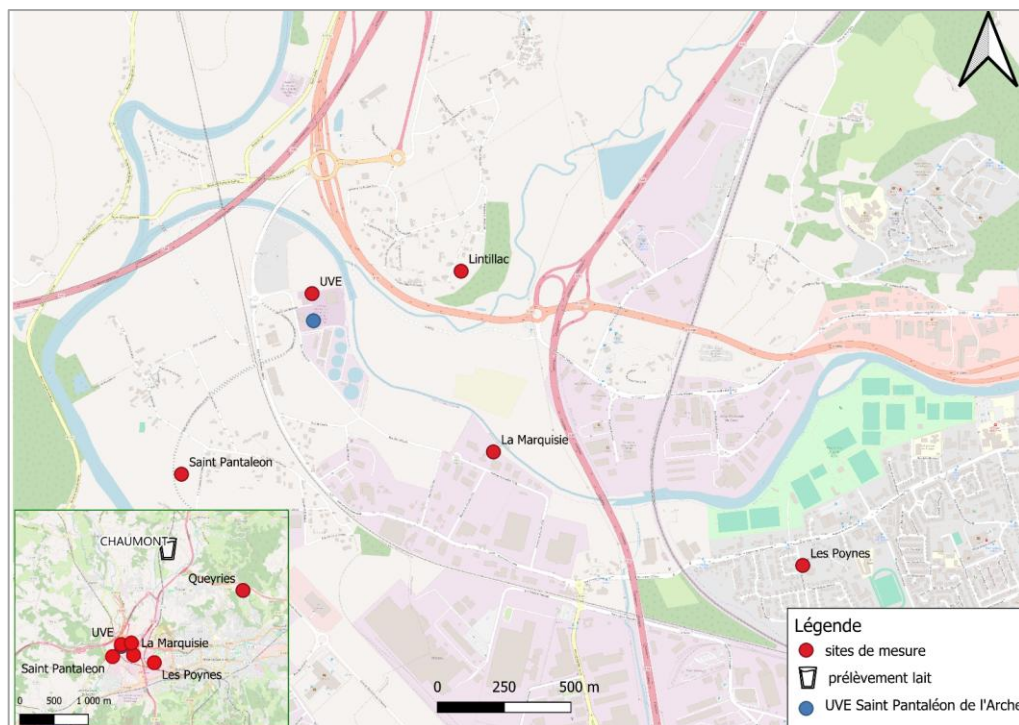 Lintillac
UVE
La Marquisie
Saint Pantaleon
Les Poynes
CHAUMONT
Queyries
UVE
La Marquisie
Saint Pantaleon
Les Poynes
0 500 1 000 m
0 250 500 m
Légende
sites de mesure
prélèvement lait
UVE Saint Pantaléon de l'Arche